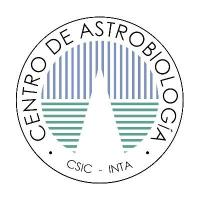 · CENTRO DE ASTROBIOLOGÍA ·
CSIC - INTA